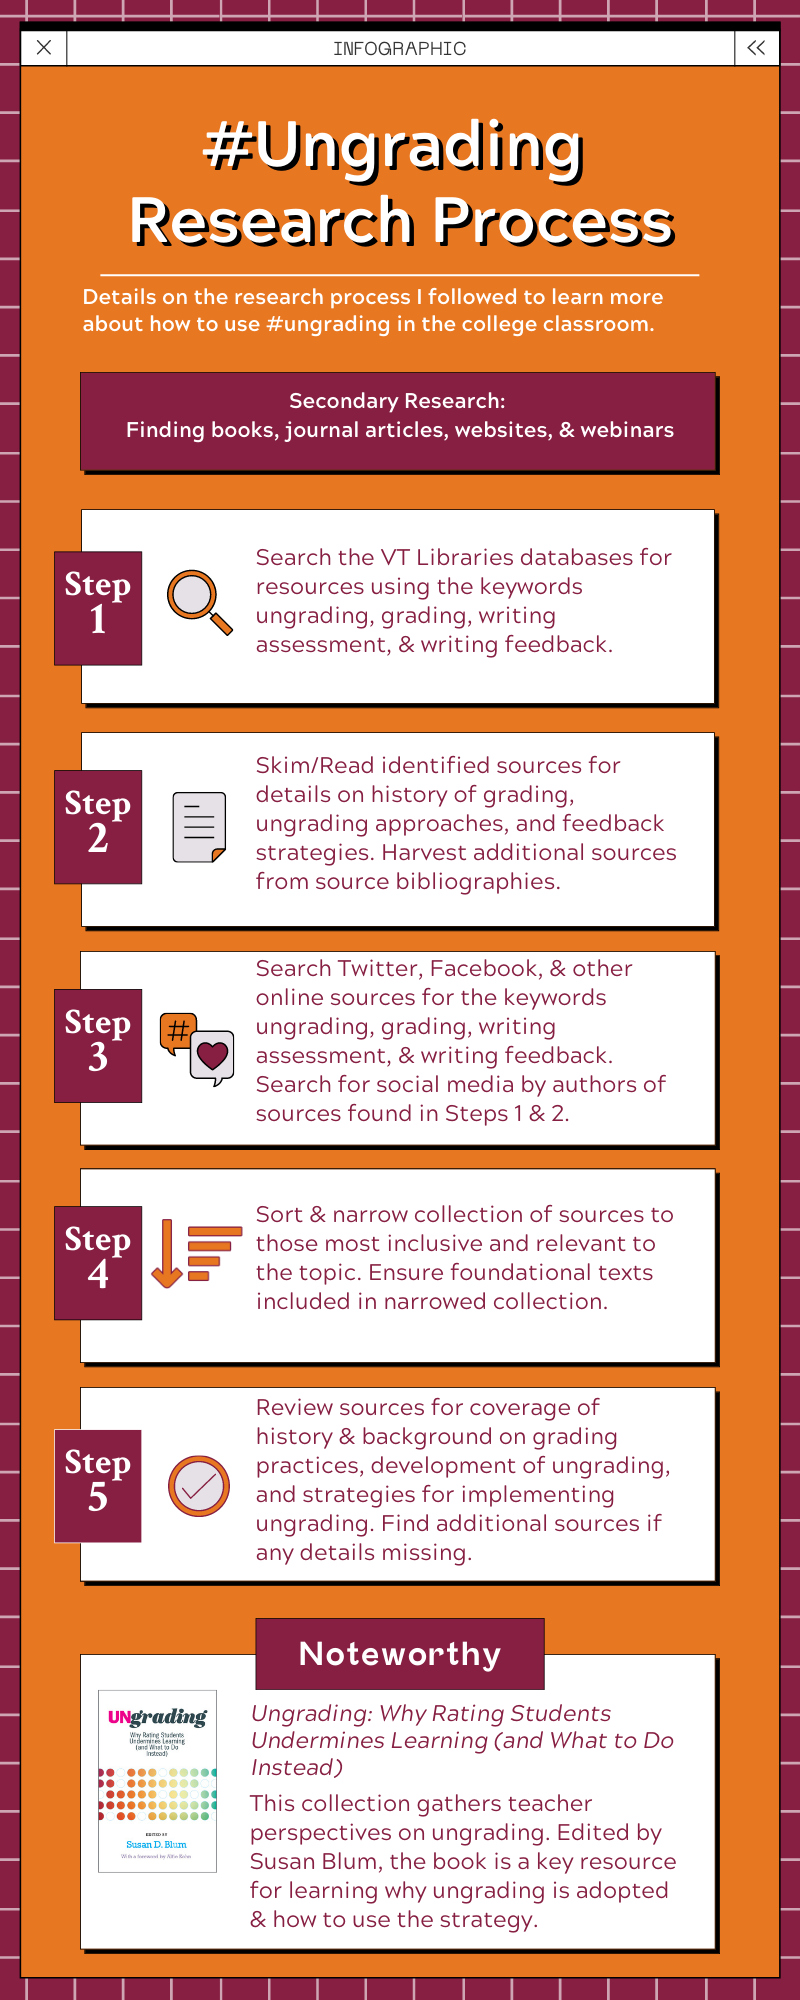 INFOGRAPHIC
#Ungrading
Research Process
Details on the research process I followed to learn more
about how to use #ungrading in the college classroom.
Secondary Research:
Finding books, journal articles, websites, & webinars
Step
1
Search the VT Libraries databases for
resources using the keywords
ungrading, grading, writing
assessment, & writing feedback.
Step
2
Skim/Read identified sources for
details on history of grading,
ungrading approaches, and feedback
strategies. Harvest additional sources
from source bibliographies.
Step
3
#
Search Twitter, Facebook, & other
online sources for the keywords
ungrading, grading, writing
assessment, & writing feedback.
Search for social media by authors of
sources found in Steps 1 & 2.
Step
4
Sort & narrow collection of sources to
those most inclusive and relevant to
the topic. Ensure foundational texts
included in narrowed collection.
Step
5
Review sources for coverage of
history & background on grading
practices, development of ungrading,
and strategies for implementing
ungrading. Find additional sources if
any details missing.
Noteworthy
UNgrading
Why Rating Students
Undermines Learning
(and What to Do
Instead)
EDITED BY
Susan D. Blum
With a foreword by Alfie Kohn
Ungrading: Why Rating Students
Undermines Learning (and What to Do
Instead)
This collection gathers teacher
perspectives on ungrading. Edited by
Susan Blum, the book is a key resource
for learning why ungrading is adopted
& how to use the strategy.